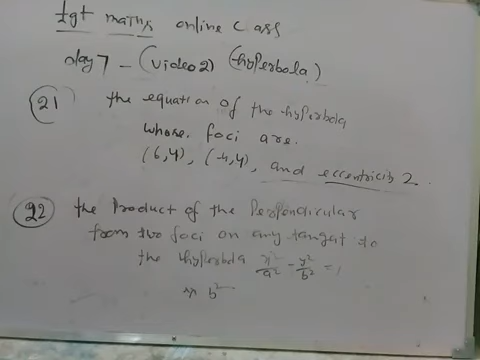 tgt maths online Class
day 7 - (video 2) (hyperbola)
21) the equation of the hyperbola
whose foci are.
(6,4), (-4,4), and eccentricity 2.
22 the Product of the Perpendicular
from two foci on any tangat to
the hyperbola x²/a² - y²/b² = 1
b²